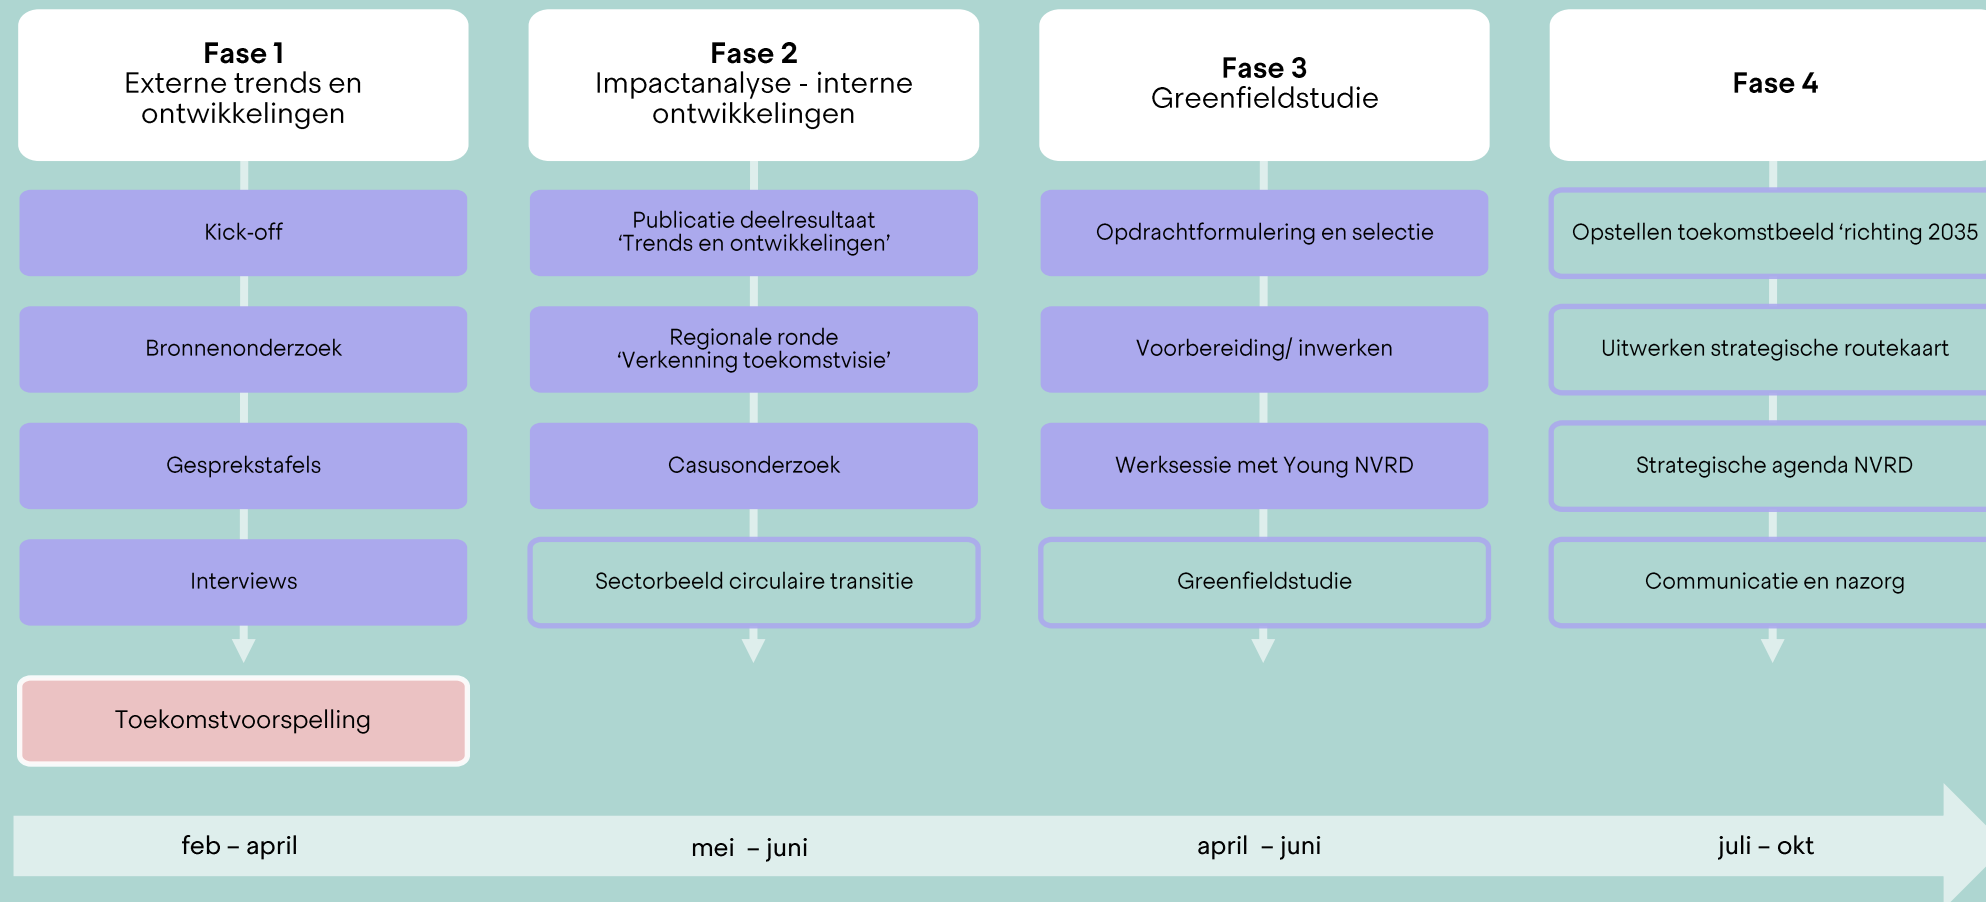 Fase 1
Externe trends en
ontwikkelingen
Kick-off
Bronnenonderzoek
Gesprekstafels
Interviews
Toekomstvoorspelling
feb – april
Fase 2
Impactanalyse - interne
ontwikkelingen
Publicatie deelresultaat
‘Trends en ontwikkelingen’
Regionale ronde
‘Verkenning toekomstvisie’
Casusonderzoek
Sectorbeeld circulaire transitie
mei – juni
Fase 3
Greenfieldstudie
Opdrachtformulering en selectie
Voorbereiding/ inwerken
Werksessie met Young NVRD
Greenfieldstudie
april – juni
Fase 4
Opstellen toekomstbeeld ‘richting 2035
Uitwerken strategische routekaart
Strategische agenda NVRD
Communicatie en nazorg
juli – okt